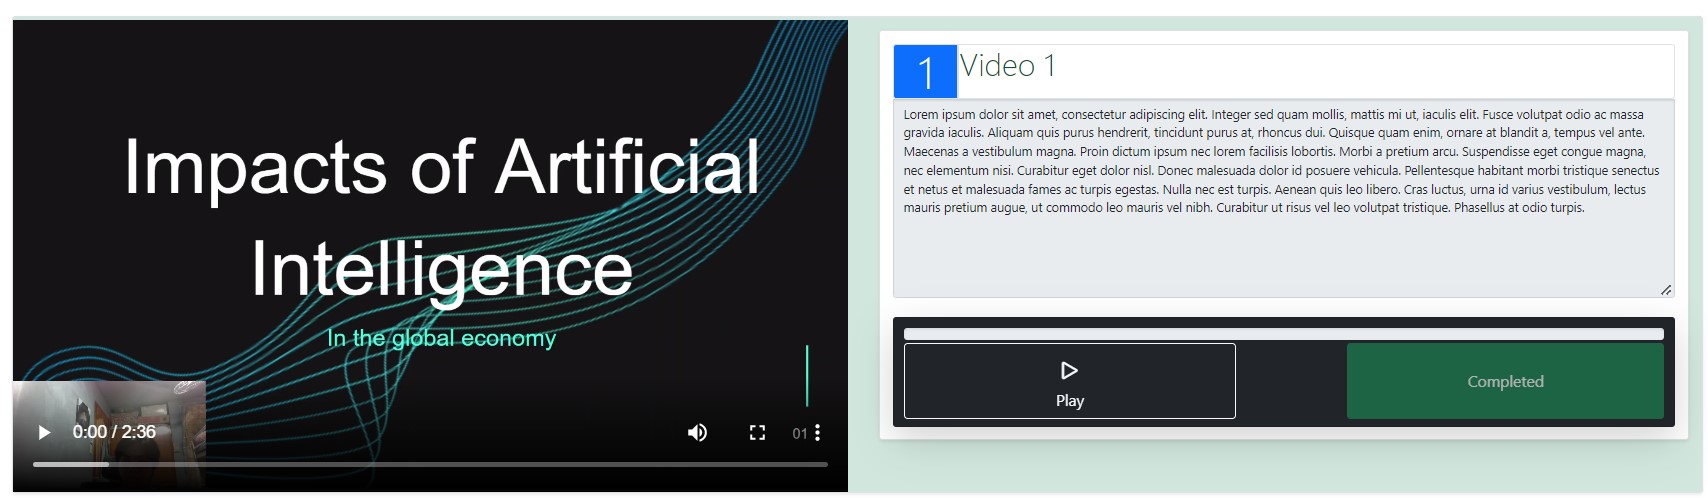 Impacts of Artificial
Intelligence
In the global economy
0:00 / 2:36
01
1
Video 1
Lorem ipsum dolor sit amet, consectetur adipiscing elit. Integer sed quam mollis, mattis mi ut, iaculis elit. Fusce volutpat odio ac massa
gravida iaculis. Aliquam quis purus hendrerit, tincidunt purus at, rhoncus dui. Quisque quam enim, ornare at blandit a, tempus vel ante.
Maecenas a vestibulum magna. Proin dictum ipsum nec lorem facilisis lobortis. Morbi a pretium arcu. Suspendisse eget congue magna,
nec elementum nisi. Curabitur eget dolor nisl. Donec malesuada dolor id posuere vehicula. Pellentesque habitant morbi tristique senectus
et netus et malesuada fames ac turpis egestas. Nulla nec est turpis. Aenean quis leo libero. Cras luctus, urna id varius vestibulum, lectus
mauris pretium augue, ut commodo leo mauris vel nibh. Curabitur ut risus vel leo volutpat tristique. Phasellus at odio turpis.
Play
Completed